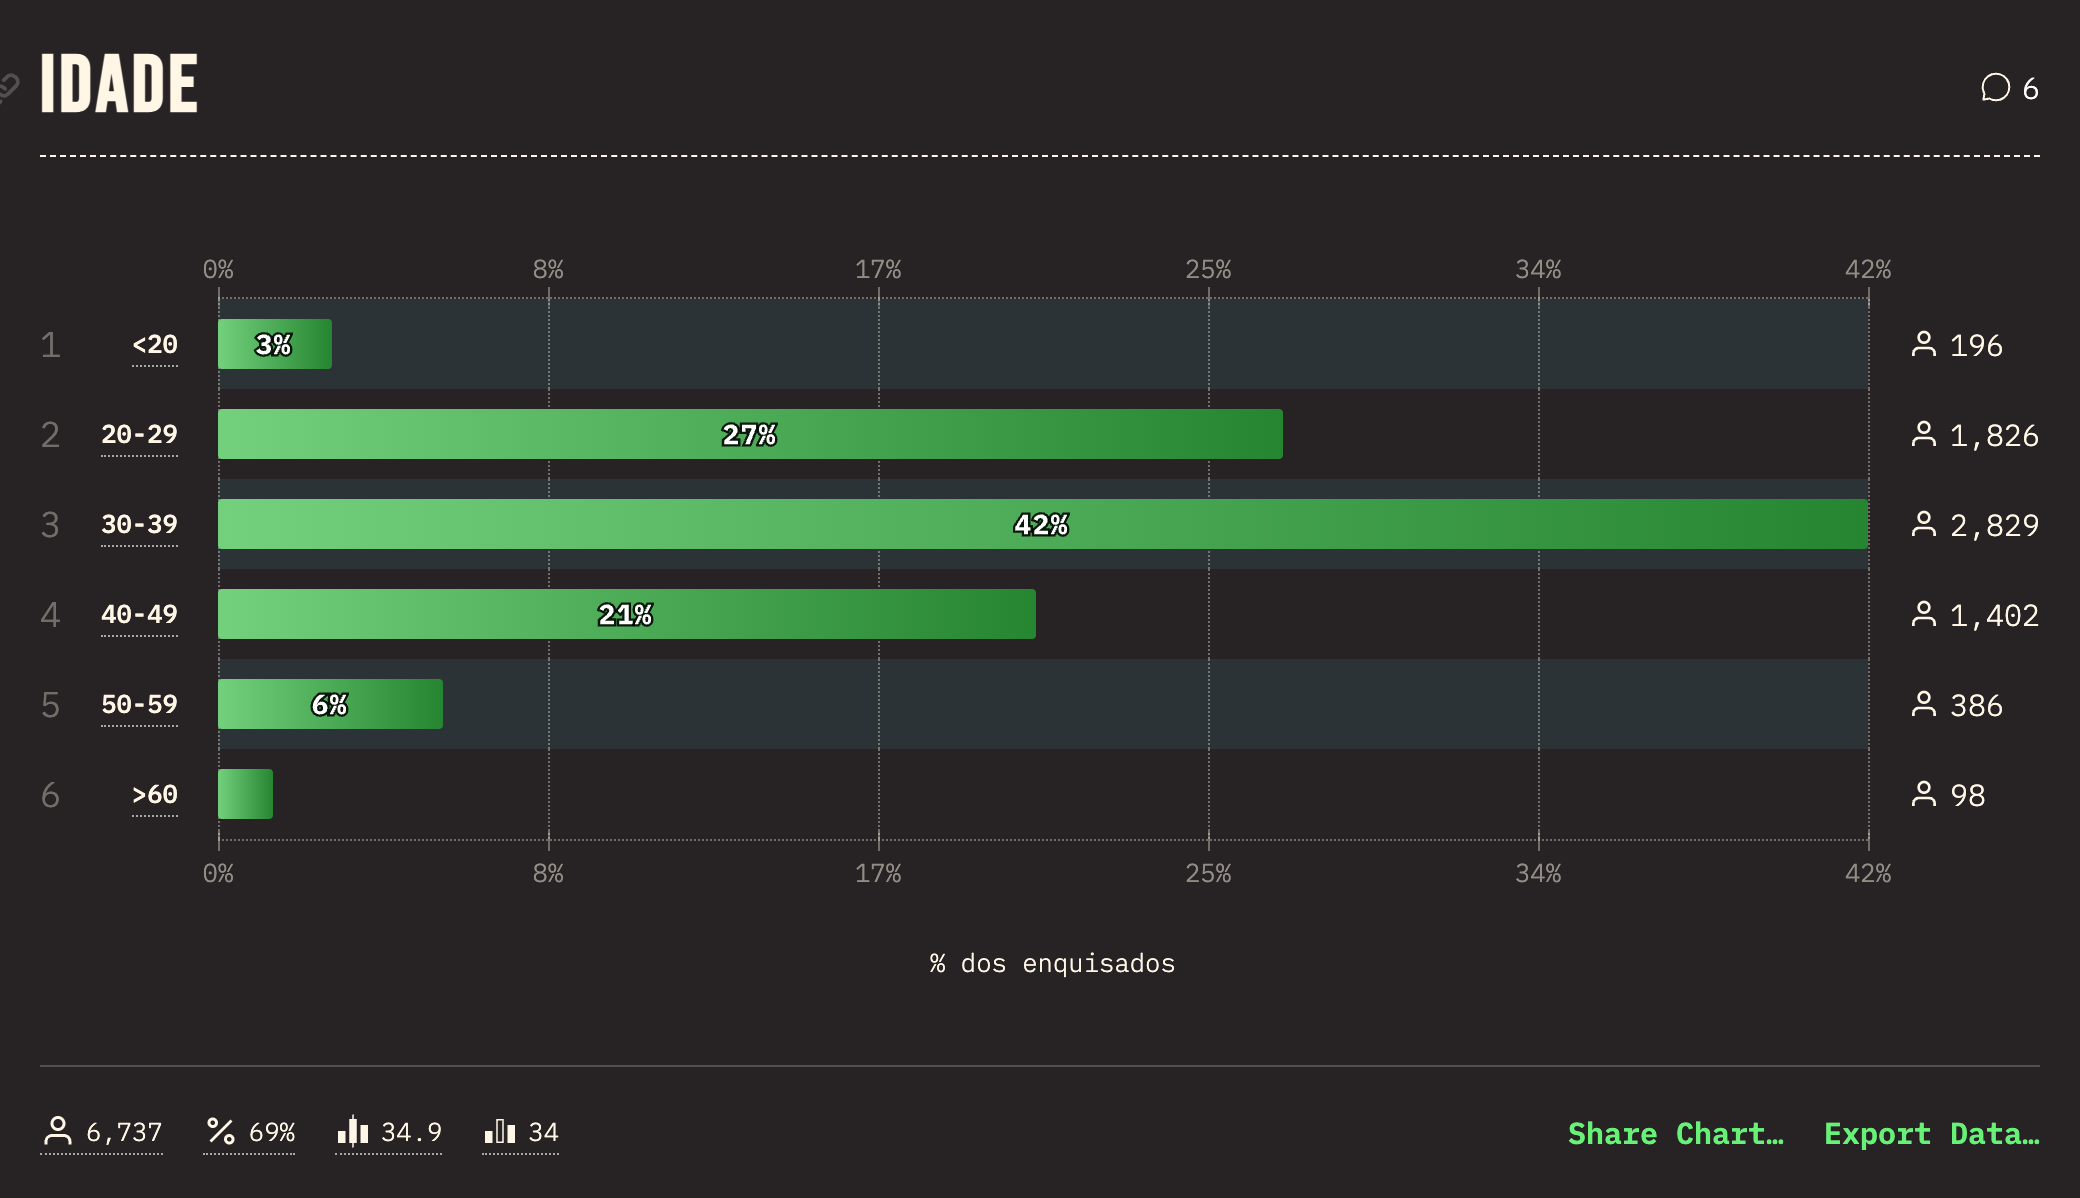 IDADE
6
0% 8% 17% 25% 34% 42%
1 <20 3% 196
2 20-29 27% 1,826
3 30-39 42% 2,829
4 40-49 21% 1,402
5 50-59 6% 386
6 >60 98
0% 8% 17% 25% 34% 42%
% dos enquisados
6,737 69% 34.9 34 Share Chart… Export Data…